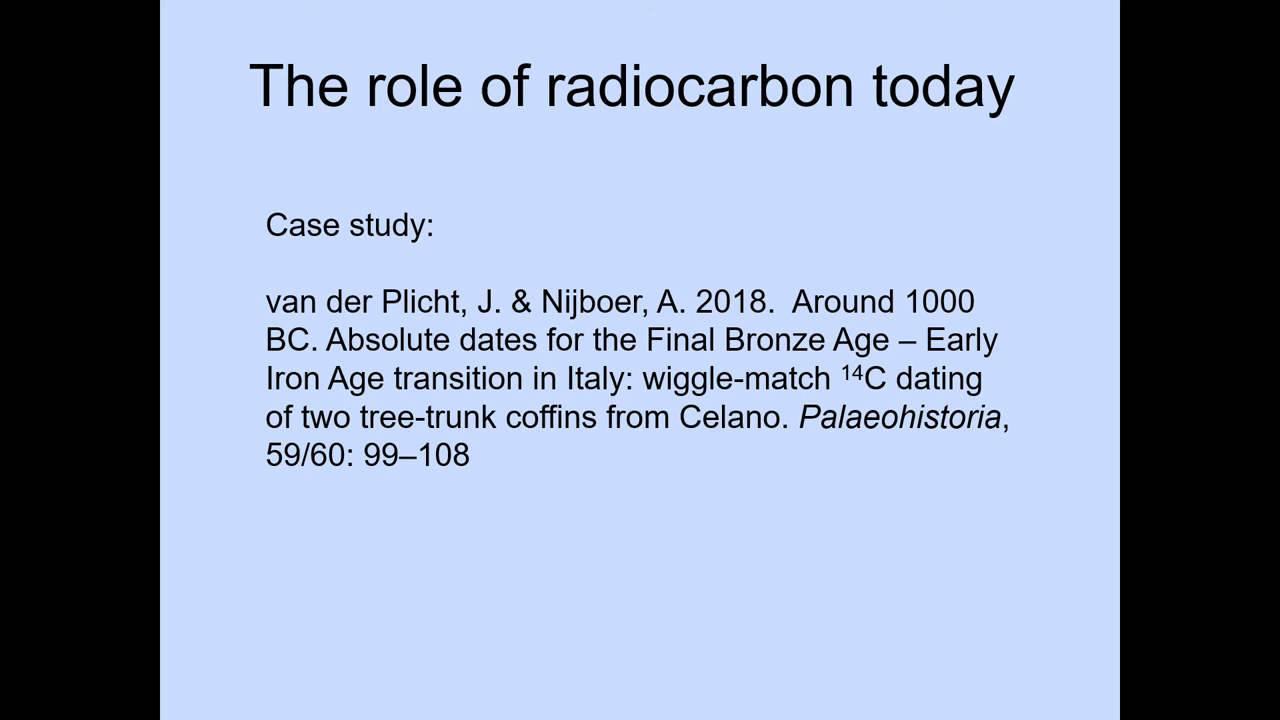 The role of radiocarbon today
Case study:
van der Plicht, J. & Nijboer, A. 2018.  Around 1000
BC. Absolute dates for the Final Bronze Age – Early
Iron Age transition in Italy: wiggle-match ¹⁴C dating
of two tree-trunk coffins from Celano. Palaeohistoria,
59/60: 99–108